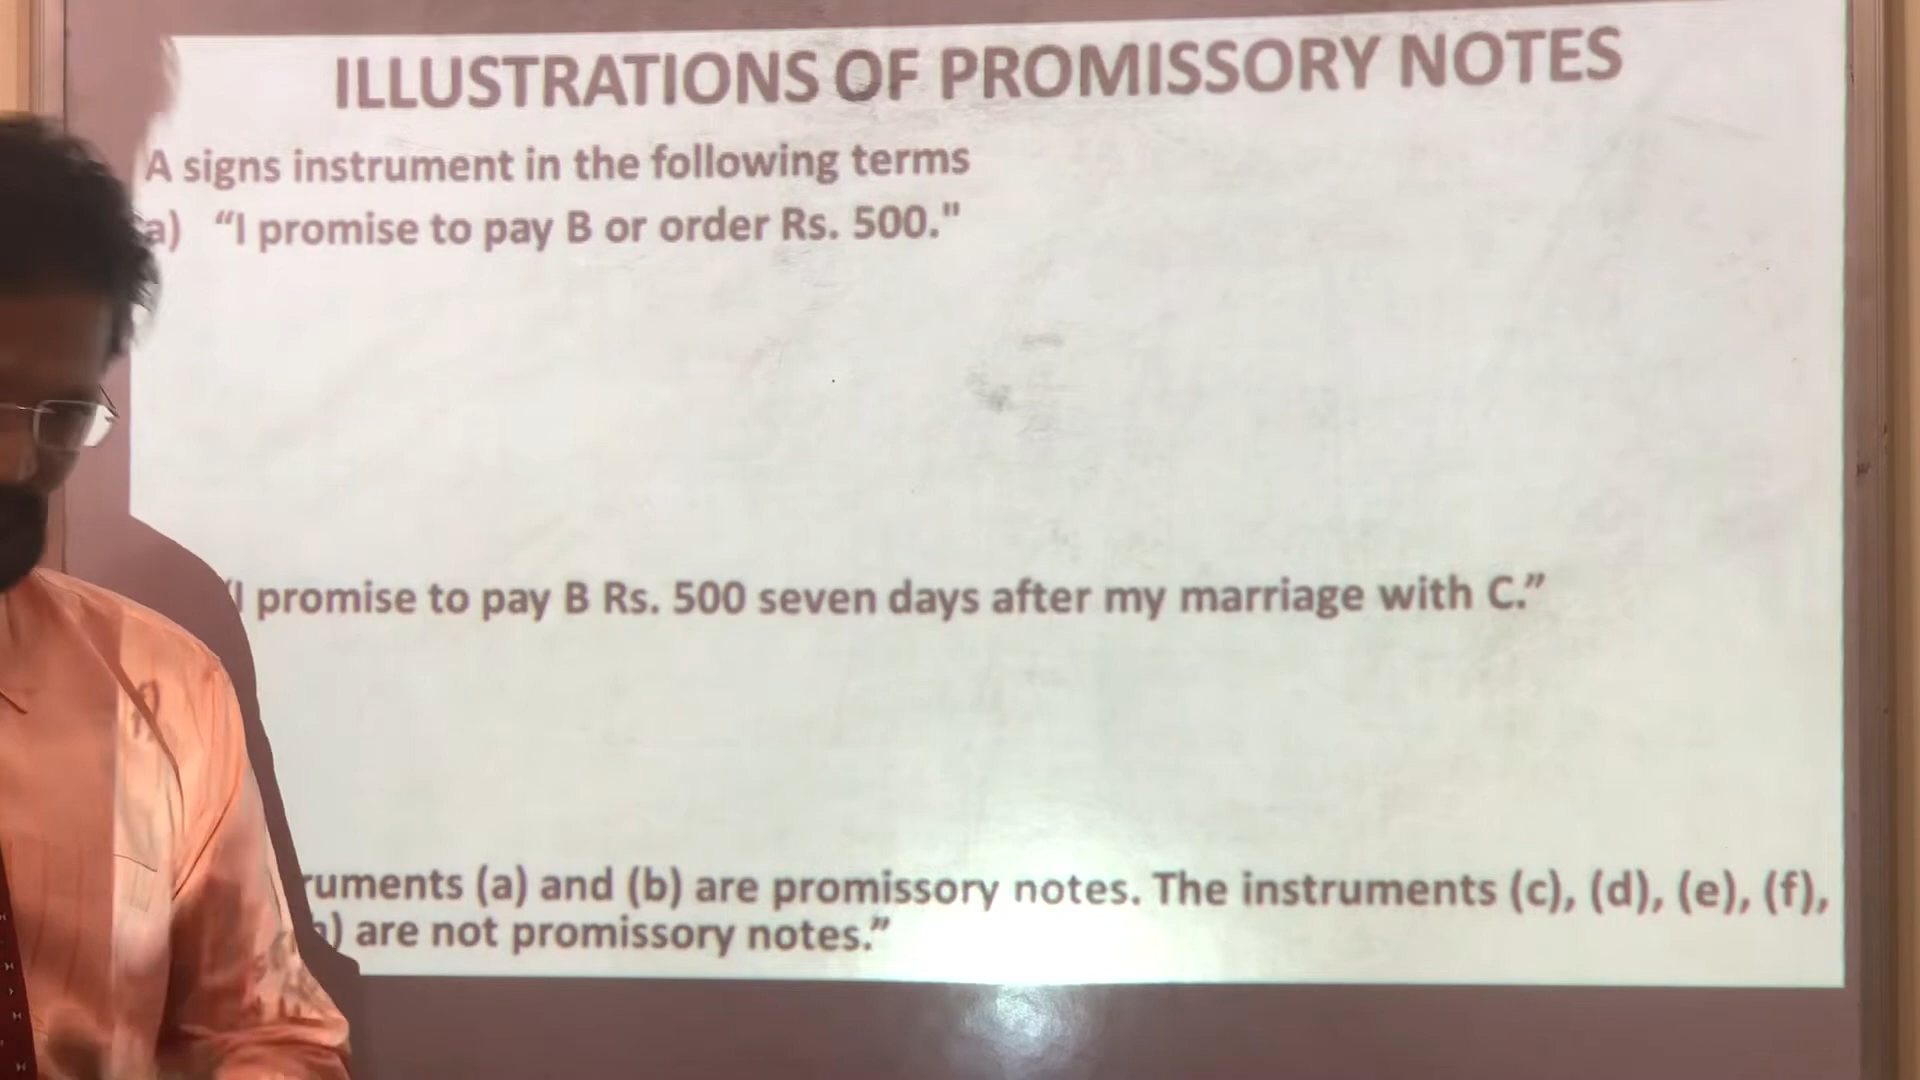 ILLUSTRATIONS OF PROMISSORY NOTES
A signs instrument in the following terms
a) “I promise to pay B or order Rs. 500."
“I promise to pay B Rs. 500 seven days after my marriage with C.”
ruments (a) and (b) are promissory notes. The instruments (c), (d), (e), (f),
) are not promissory notes.”